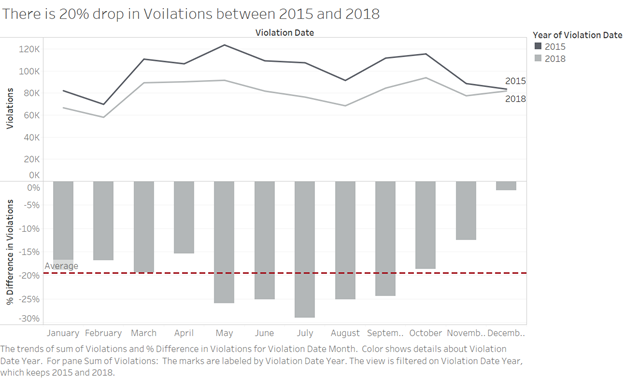 There is 20% drop in Voilations between 2015 and 2018
Violation Date
Year of Violation Date
2015
2018
Violations
120K
100K
80K
60K
40K
20K
0K
2015
2018
% Difference in Violations
0%
-5%
-10%
-15%
-20%
-25%
-30%
Average
January February March April May June July August Septem.. October Novemb.. Decemb..
The trends of sum of Violations and % Difference in Violations for Violation Date Month. Color shows details about Violation
Date Year. For pane Sum of Violations: The marks are labeled by Violation Date Year. The view is filtered on Violation Date Year,
which keeps 2015 and 2018.